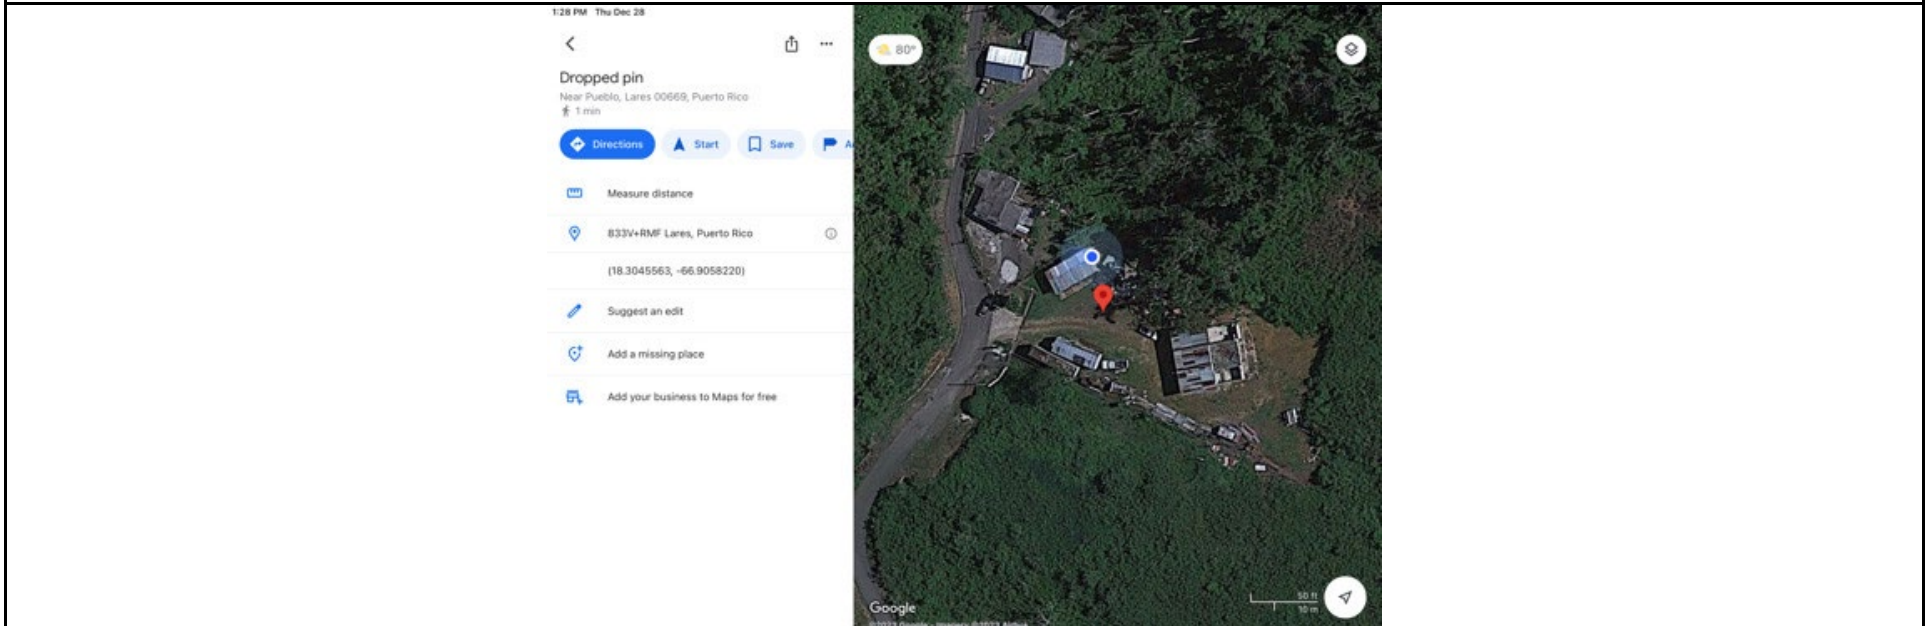 1:28 PM Thu Dec 28
Dropped pin
Near Pueblo, Lares 00669, Puerto Rico
1 min
Directions
Start
Save
Measure distance
833V+RMF Lares, Puerto Rico
(18.3045563, -66.9058220)
Suggest an edit
Add a missing place
Add your business to Maps for free
80°
50 ft
10 m
Google